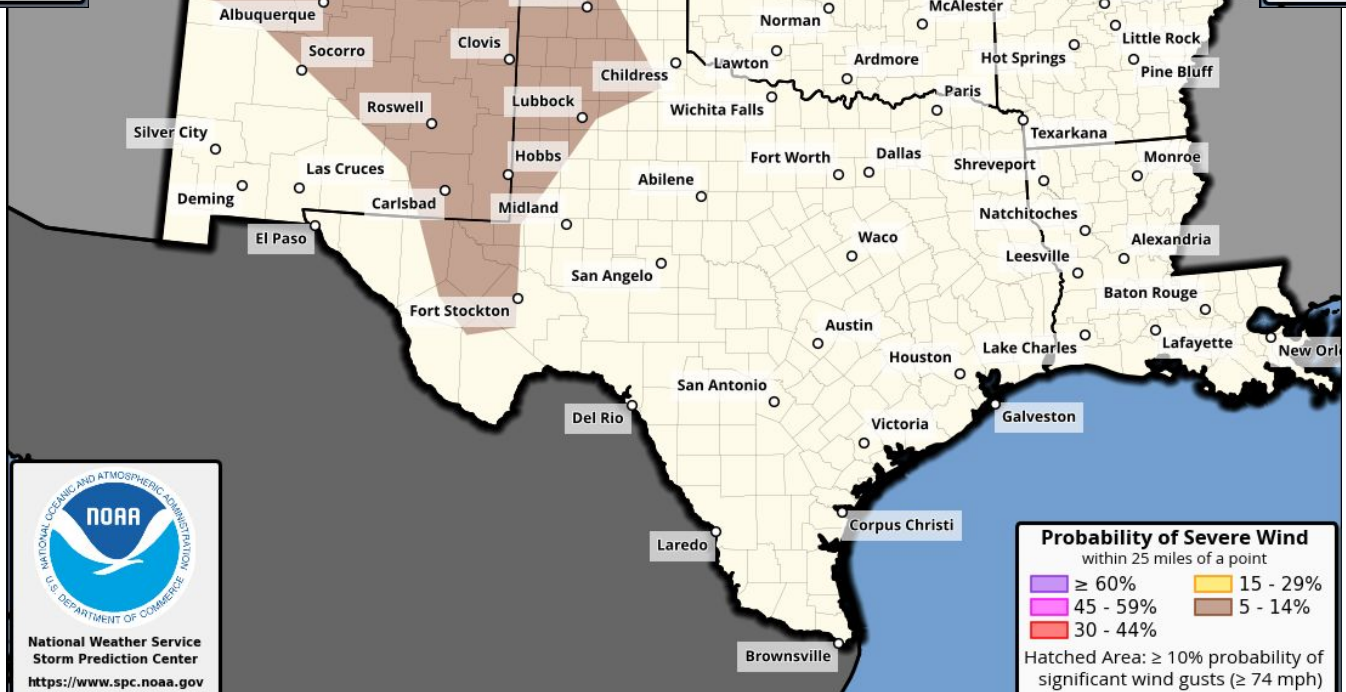 Albuquerque
McAlester
Norman
Socorro
Clovis
Little Rock
Lawton
Ardmore
Hot Springs
Childress
Pine Bluff
Roswell
Lubbock
Wichita Falls
Paris
Silver City
Texarkana
Hobbs
Fort Worth
Dallas
Shreveport
Monroe
Las Cruces
Abilene
Deming
Carlsbad
Midland
Natchitoches
El Paso
Waco
Alexandria
San Angelo
Leesville
Fort Stockton
Baton Rouge
Austin
Houston
Lake Charles
Lafayette
New Orl
San Antonio
Del Rio
Victoria
Galveston
Corpus Christi
Laredo
Brownsville
NATIONAL OCEANIC AND ATMOSPHERIC ADMINISTRATION
NOAA
U.S. DEPARTMENT OF COMMERCE
National Weather Service
Storm Prediction Center
https://www.spc.noaa.gov
Probability of Severe Wind
within 25 miles of a point
≥ 60%
15 - 29%
45 - 59%
5 - 14%
30 - 44%
Hatched Area: ≥ 10% probability of
significant wind gusts (≥ 74 mph)